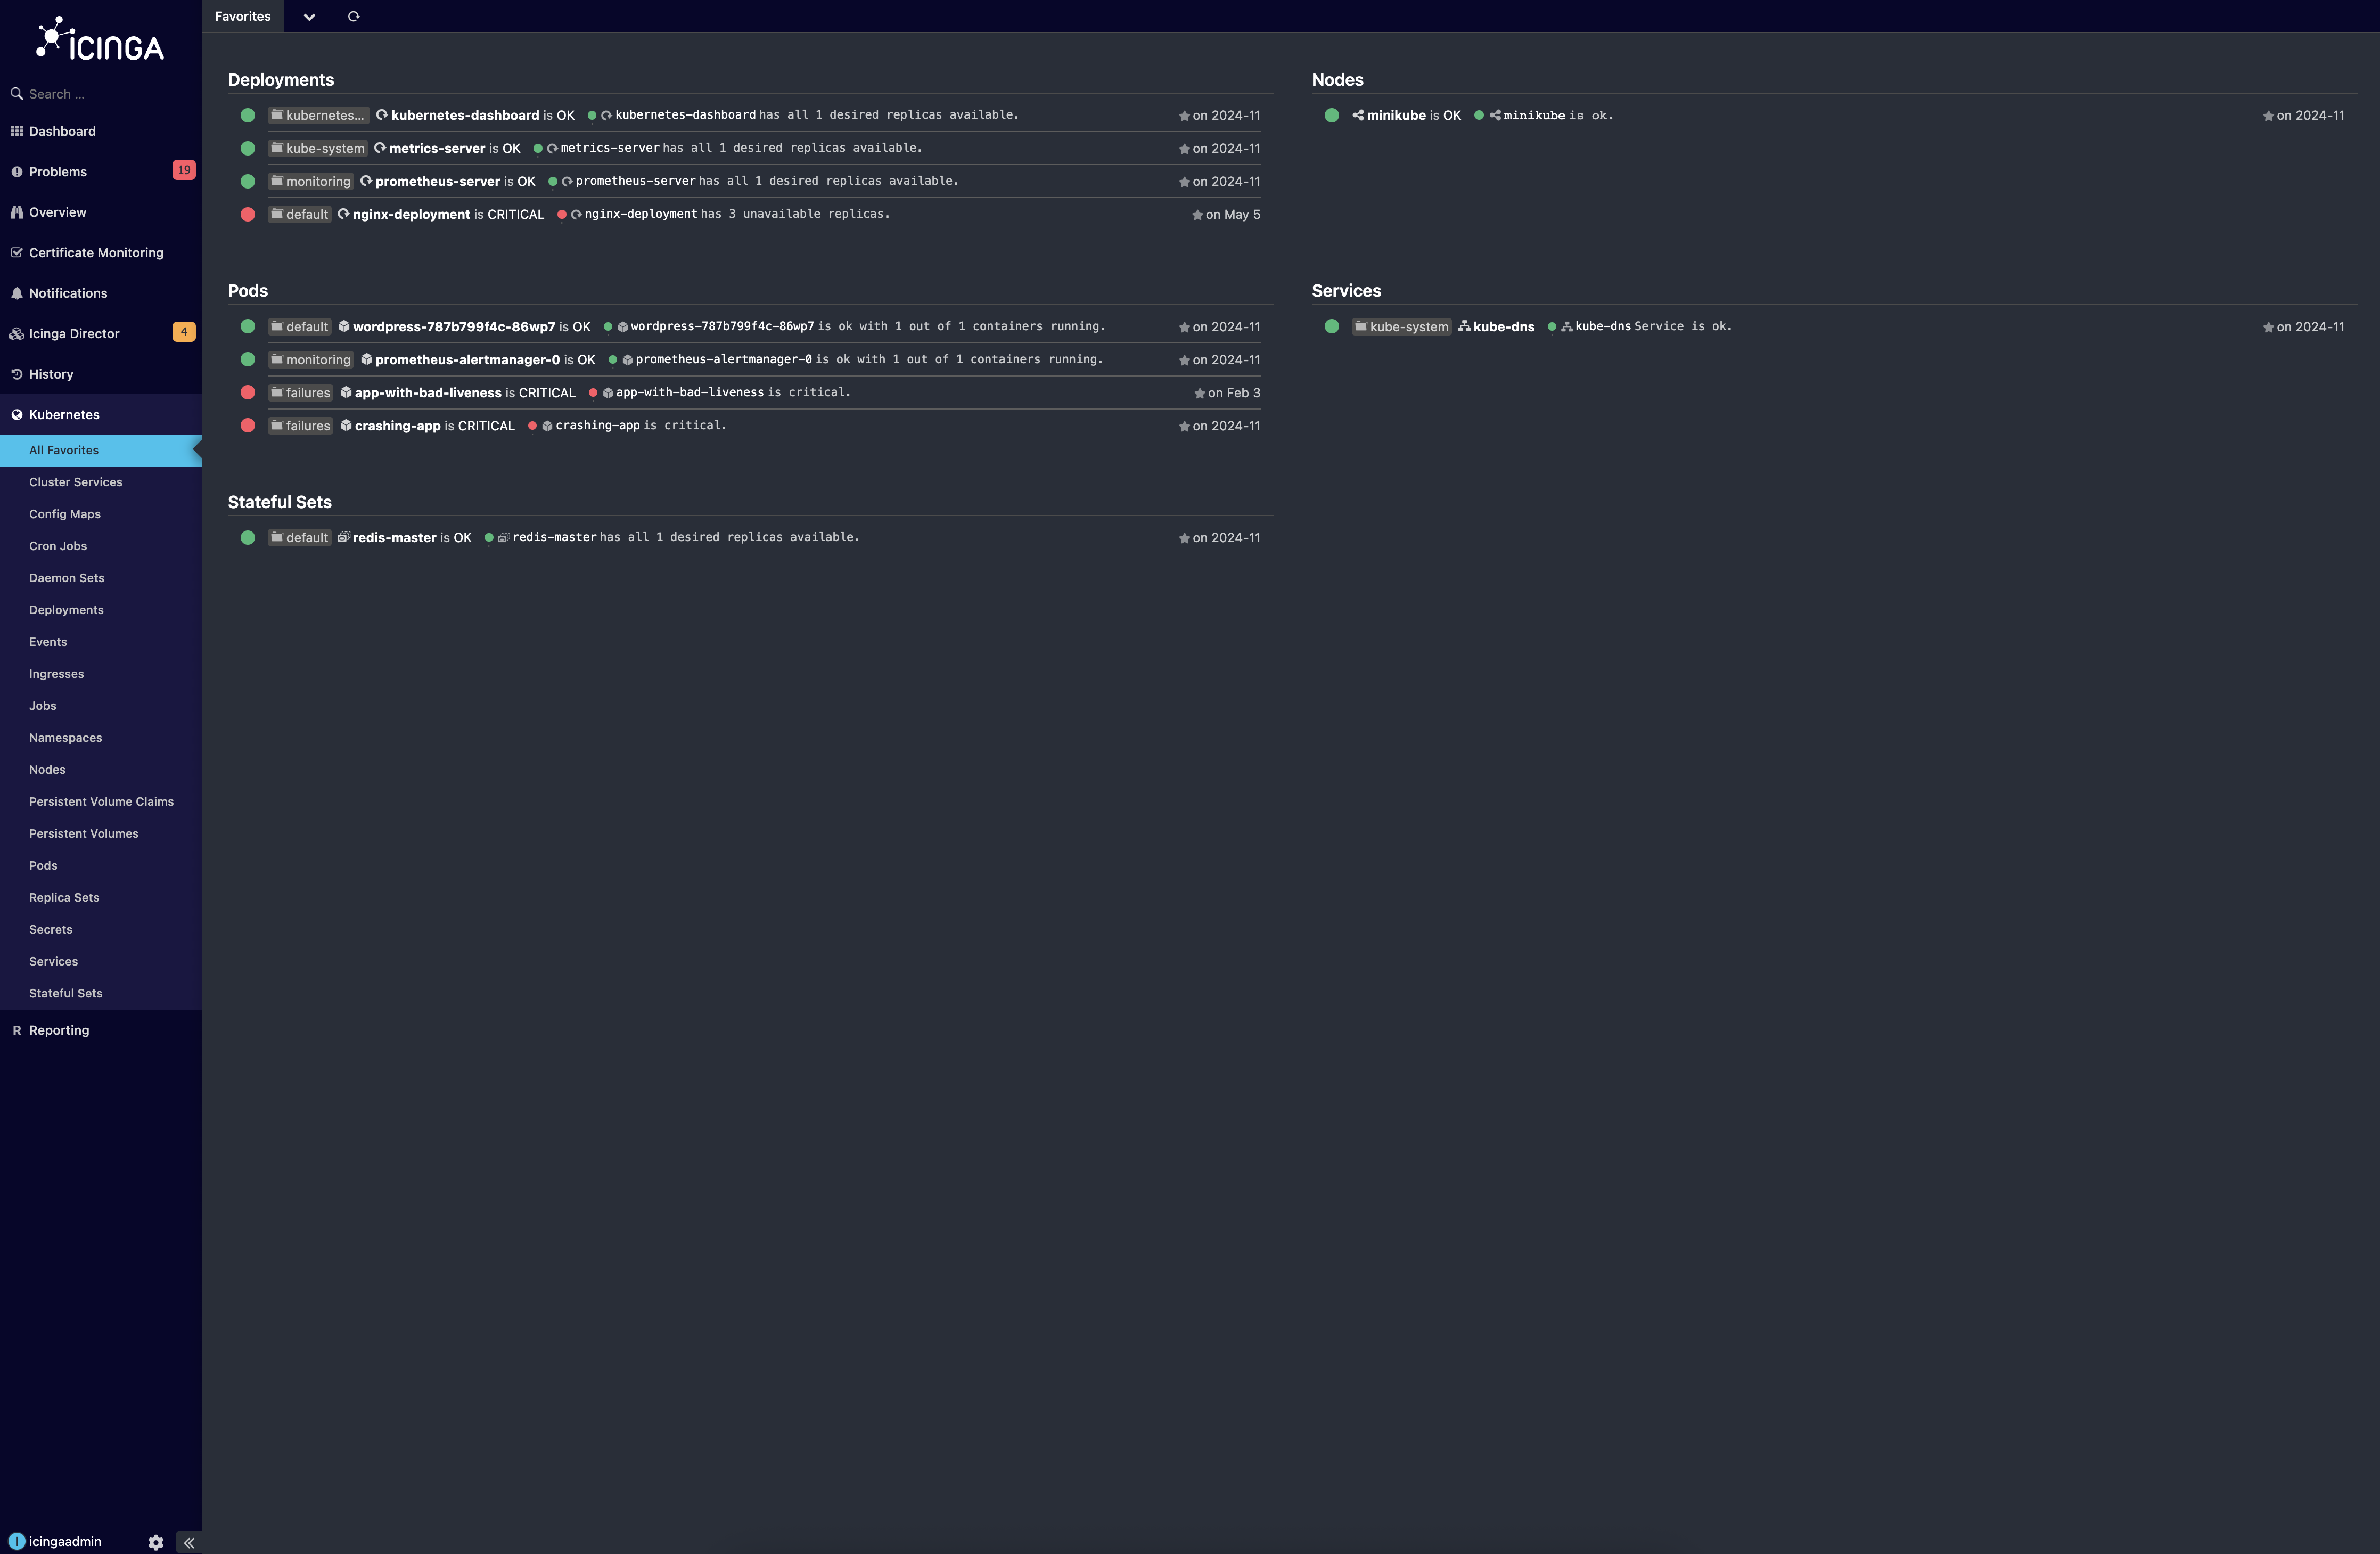 ICINGA
Search ...
Dashboard
Problems 19
Overview
Certificate Monitoring
Notifications
Icinga Director 4
History
Kubernetes
All Favorites
Cluster Services
Config Maps
Cron Jobs
Daemon Sets
Deployments
Events
Ingresses
Jobs
Namespaces
Nodes
Persistent Volume Claims
Persistent Volumes
Pods
Replica Sets
Secrets
Services
Stateful Sets
R Reporting
I icingaadmin
Favorites
Deployments
kubernetes... kubernetes-dashboard is OK kubernetes-dashboard has all 1 desired replicas available. on 2024-11
kube-system metrics-server is OK metrics-server has all 1 desired replicas available. on 2024-11
monitoring prometheus-server is OK prometheus-server has all 1 desired replicas available. on 2024-11
default nginx-deployment is CRITICAL nginx-deployment has 3 unavailable replicas. on May 5
Nodes
minikube is OK minikube is ok. on 2024-11
Pods
default wordpress-787b799f4c-86wp7 is OK wordpress-787b799f4c-86wp7 is ok with 1 out of 1 containers running. on 2024-11
monitoring prometheus-alertmanager-0 is OK prometheus-alertmanager-0 is ok with 1 out of 1 containers running. on 2024-11
failures app-with-bad-liveness is CRITICAL app-with-bad-liveness is critical. on Feb 3
failures crashing-app is CRITICAL crashing-app is critical. on 2024-11
Services
kube-system kube-dns kube-dns Service is ok. on 2024-11
Stateful Sets
default redis-master is OK redis-master has all 1 desired replicas available. on 2024-11